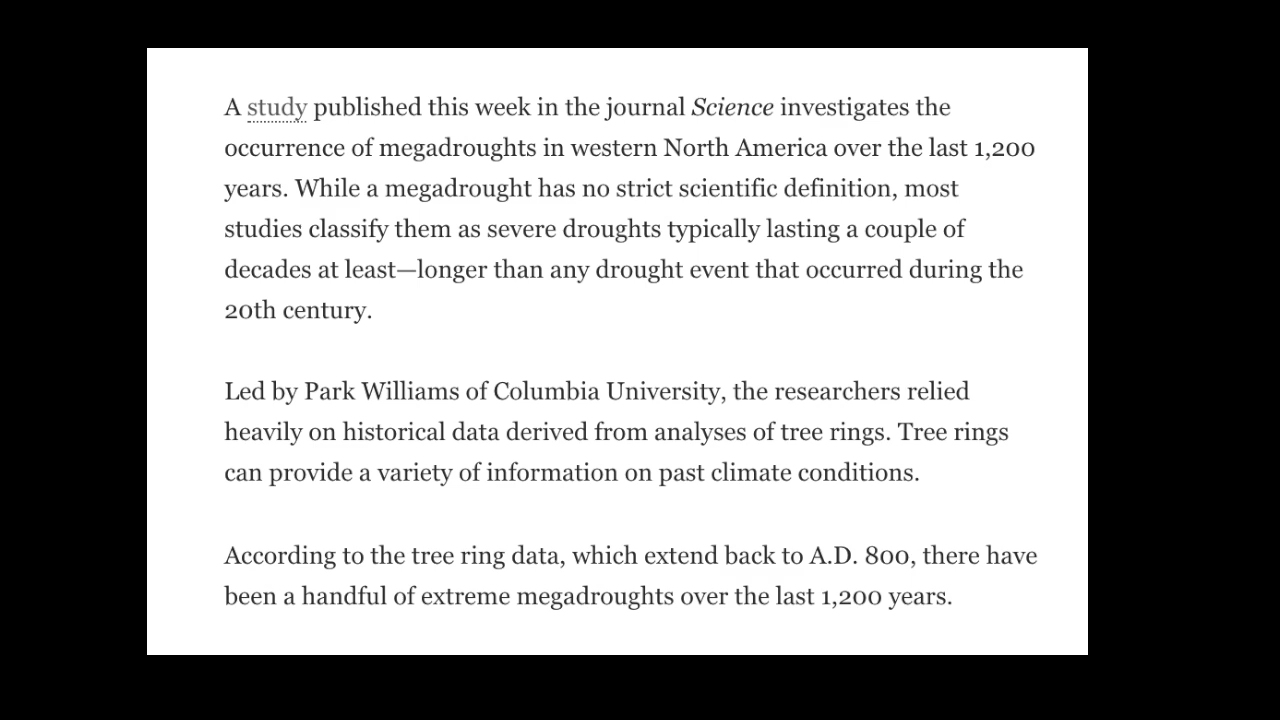 A study published this week in the journal Science investigates the
occurrence of megadroughts in western North America over the last 1,200
years. While a megadrought has no strict scientific definition, most
studies classify them as severe droughts typically lasting a couple of
decades at least—longer than any drought event that occurred during the
20th century.
Led by Park Williams of Columbia University, the researchers relied
heavily on historical data derived from analyses of tree rings. Tree rings
can provide a variety of information on past climate conditions.
According to the tree ring data, which extend back to A.D. 800, there have
been a handful of extreme megadroughts over the last 1,200 years.